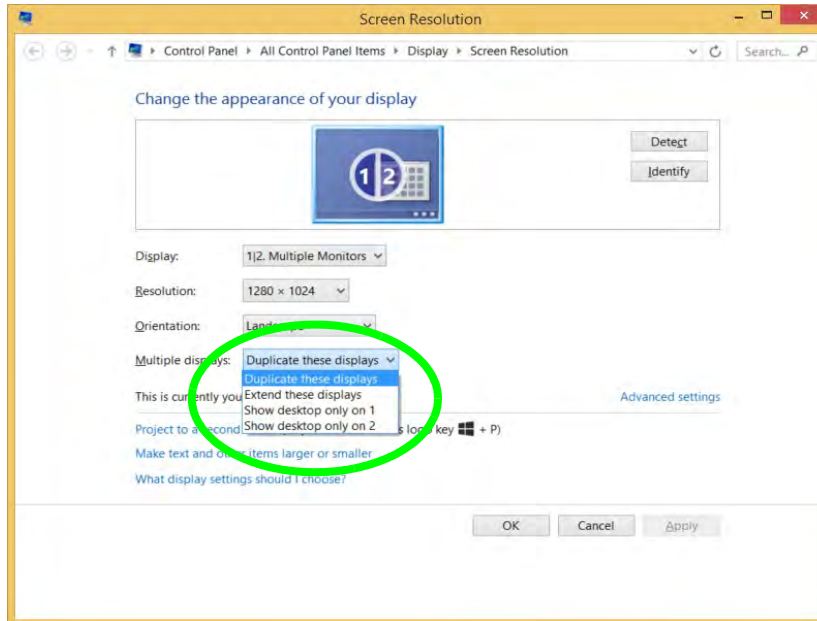 Screen Resolution
Control Panel All Control Panel Items Display Screen Resolution Search...
Change the appearance of your display
1 2
Detect
Identify
Display: 1|2. Multiple Monitors
Resolution: 1280 × 1024
Orientation:
Multiple displays: Duplicate these displays
Duplicate these displays
Extend these displays
This is currently you Advanced settings
Show desktop only on 1
Show desktop only on 2
Project to a second key + P)
Make text and other items larger or smaller
What display settings should I choose?
OK Cancel Apply